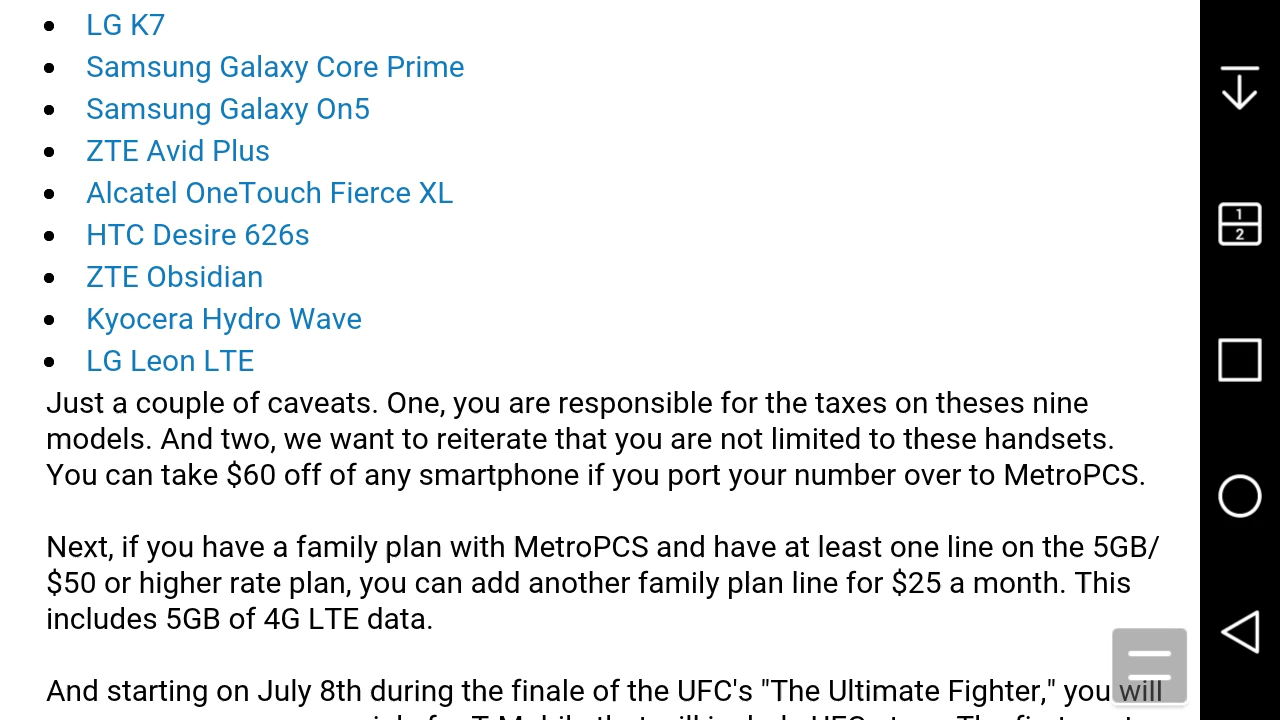 LG K7
Samsung Galaxy Core Prime
Samsung Galaxy On5
ZTE Avid Plus
Alcatel OneTouch Fierce XL
HTC Desire 626s
ZTE Obsidian
Kyocera Hydro Wave
LG Leon LTE
Just a couple of caveats. One, you are responsible for the taxes on theses nine
models. And two, we want to reiterate that you are not limited to these handsets.
You can take $60 off of any smartphone if you port your number over to MetroPCS.
Next, if you have a family plan with MetroPCS and have at least one line on the 5GB/
$50 or higher rate plan, you can add another family plan line for $25 a month. This
includes 5GB of 4G LTE data.
And starting on July 8th during the finale of the UFC's "The Ultimate Fighter," you will
1
2